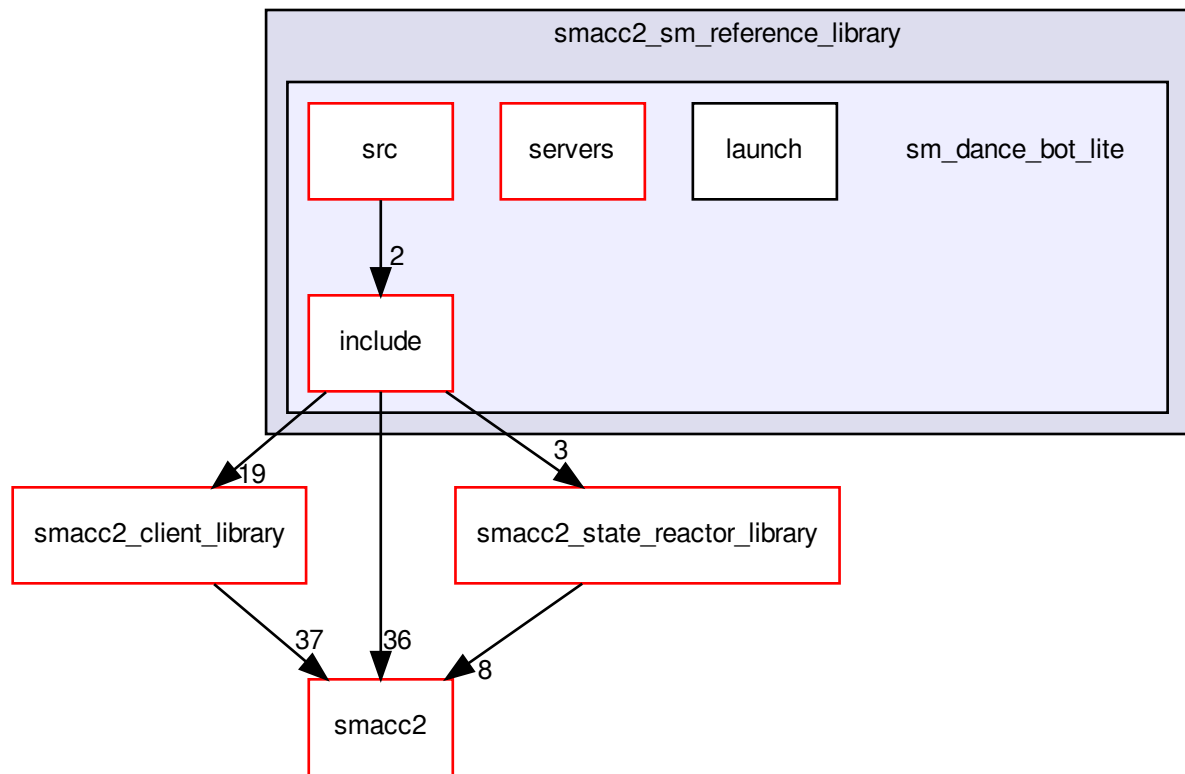 smacc2_sm_reference_library
src
servers
launch
sm_dance_bot_lite
2
include
19
3
smacc2_client_library
smacc2_state_reactor_library
37
36
8
smacc2